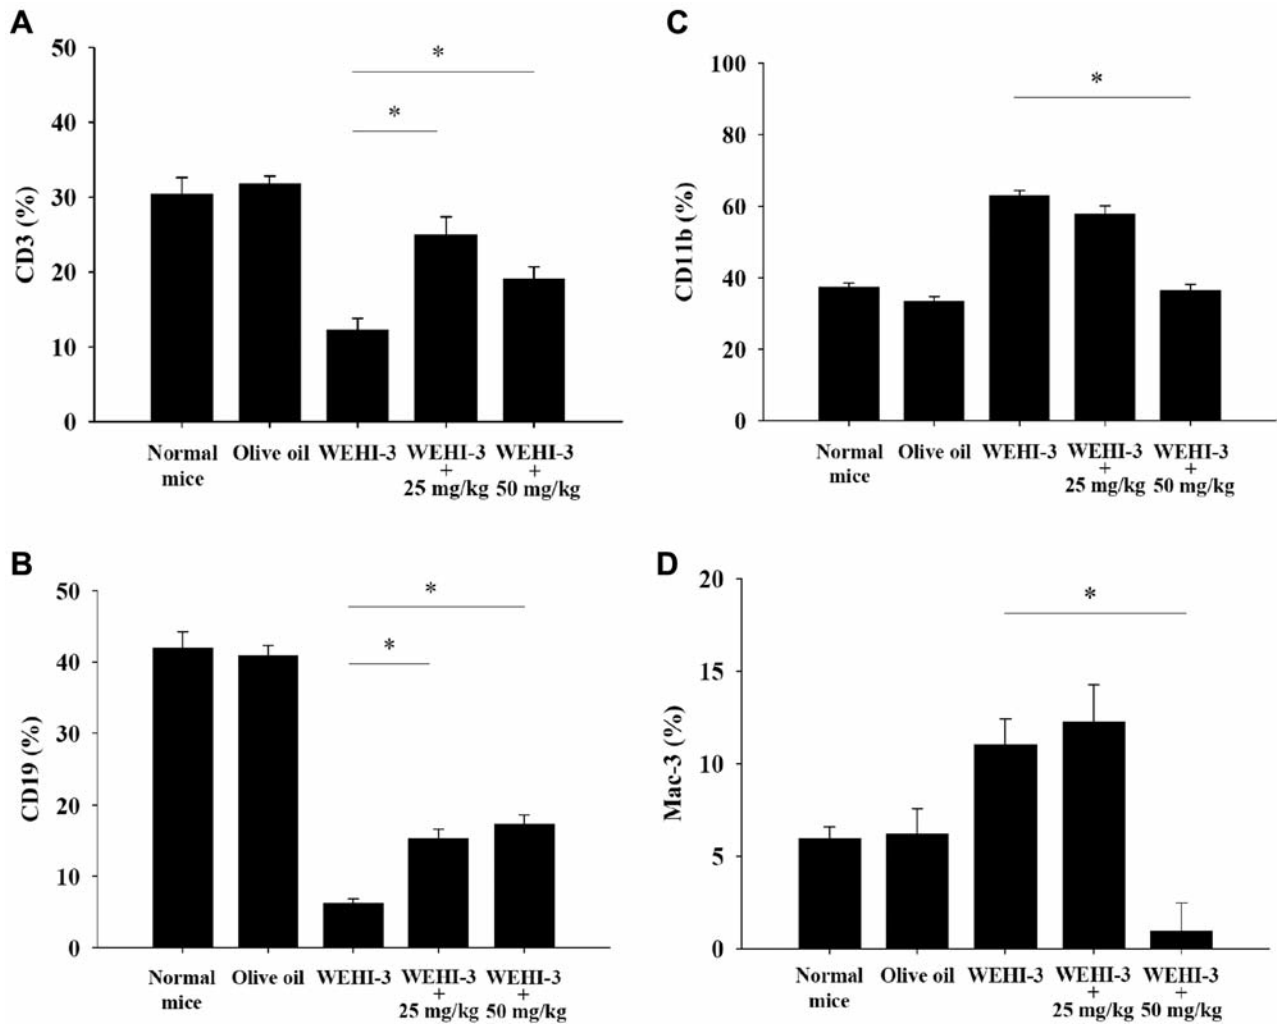 A
50
40
30
20
10
0
CD3 (%)
*
*
Normal mice
Olive oil
WEHI-3
WEHI-3
+
25 mg/kg
WEHI-3
+
50 mg/kg
C
100
80
60
40
20
0
CD11b (%)
*
Normal
mice
Olive oil
WEHI-3
WEHI-3
+
25 mg/kg
WEHI-3
+
50 mg/kg
B
50
40
30
20
10
0
CD19 (%)
*
*
Normal
mice
Olive oil
WEHI-3
WEHI-3
+
25 mg/kg
WEHI-3
+
50 mg/kg
D
20
15
10
5
0
Mac-3 (%)
*
Normal
mice
Olive oil
WEHI-3
WEHI-3
+
25 mg/kg
WEHI-3
+
50 mg/kg